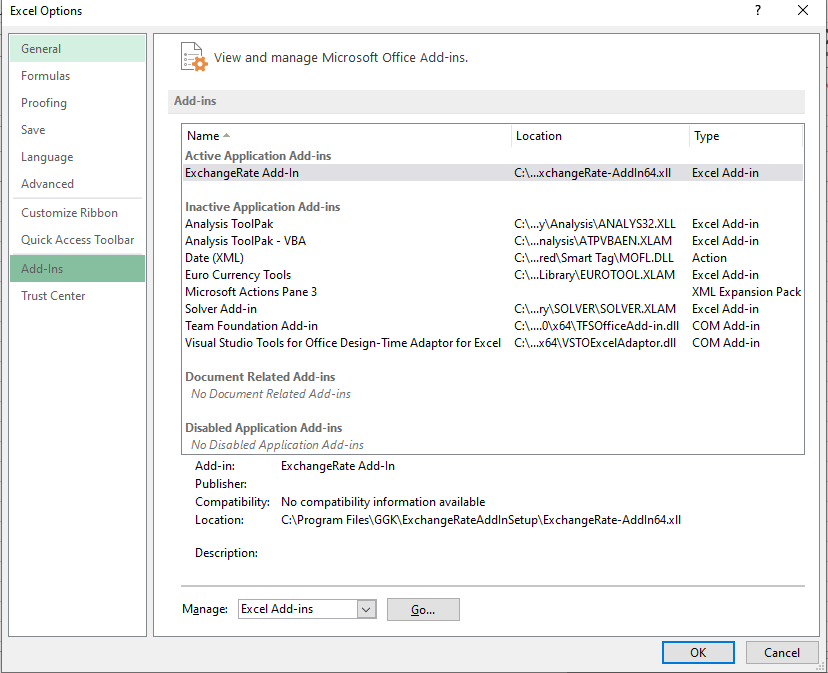 Excel Options ?
General
Formulas
Proofing
Save
Language
Advanced
Customize Ribbon
Quick Access Toolbar
Add-Ins
Trust Center
View and manage Microsoft Office Add-ins.
Add-ins
Name Location Type
Active Application Add-ins
ExchangeRate Add-In C:\...xchangeRate-AddIn64.xll Excel Add-in
Inactive Application Add-ins
Analysis ToolPak C:\...y\Analysis\ANALYS32.XLL Excel Add-in
Analysis ToolPak - VBA C:\...nalysis\ATPVBAEN.XLAM Excel Add-in
Date (XML) C:\...red\Smart Tag\MOFL.DLL Action
Euro Currency Tools C:\...Library\EUROTOOL.XLAM Excel Add-in
Microsoft Actions Pane 3 XML Expansion Pack
Solver Add-in C:\...ry\SOLVER\SOLVER.XLAM Excel Add-in
Team Foundation Add-in C:\...0\x64\TFSOfficeAdd-in.dll COM Add-in
Visual Studio Tools for Office Design-Time Adaptor for Excel C:\...x64\VSTOExcelAdaptor.dll COM Add-in
Document Related Add-ins
No Document Related Add-ins
Disabled Application Add-ins
No Disabled Application Add-ins
Add-in: ExchangeRate Add-In
Publisher:
Compatibility: No compatibility information available
Location: C:\Program Files\GGK\ExchangeRateAddInSetup\ExchangeRate-AddIn64.xll
Description:
Manage: Excel Add-ins Go...
OK Cancel